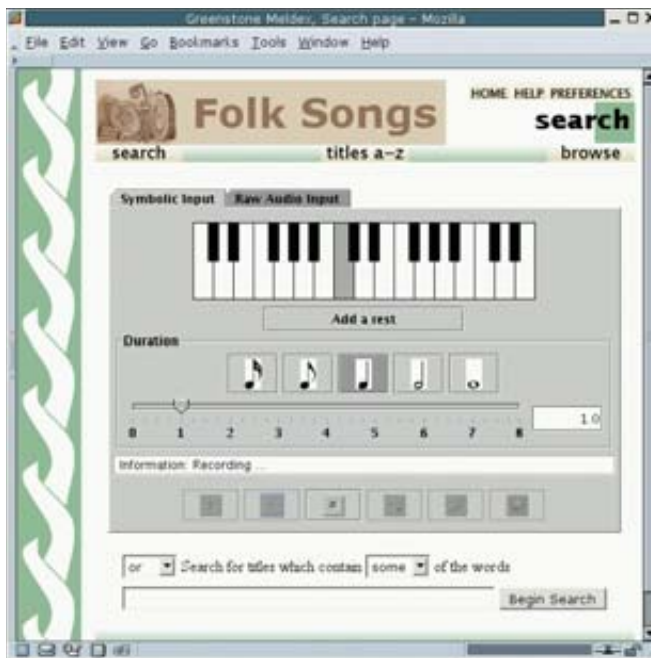 Greenstone Meldex, Search page - Mozilla
File Edit View Go Bookmarks Tools Window Help
HOME HELP PREFERENCES
Folk Songs
search
search titles a-z browse
Symbolic Input Raw Audio Input
Add a rest
Duration
1.0
0 1 2 3 4 5 6 7 8
Information: Recording ...
or Search for titles which contain some of the words
Begin Search